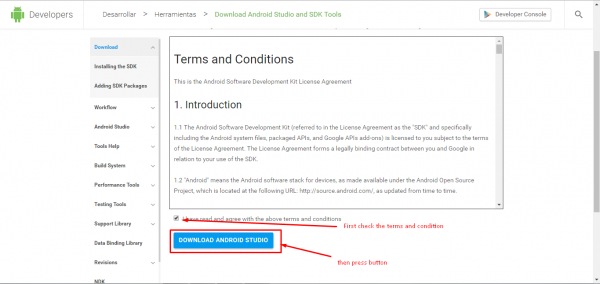 Developers
Desarrollar > Herramientas > Download Android Studio and SDK Tools
Developer Console
Download
Installing the SDK
Adding SDK Packages
Workflow
Android Studio
Tools Help
Build System
Performance Tools
Testing Tools
Support Library
Data Binding Library
Revisions
NDK
Terms and Conditions
This is the Android Software Development Kit License Agreement
1. Introduction
1.1 The Android Software Development Kit (referred to in the License Agreement as the "SDK" and specifically
including the Android system files, packaged APIs, and Google APIs add-ons) is licensed to you subject to the terms
of the License Agreement. The License Agreement forms a legally binding contract between you and Google in
relation to your use of the SDK.
1.2 "Android" means the Android software stack for devices, as made available under the Android Open Source
Project, which is located at the following URL: http://source.android.com/, as updated from time to time.
I have read and agree with the above terms and conditions
First check the terms and condition
DOWNLOAD ANDROID STUDIO
then press button